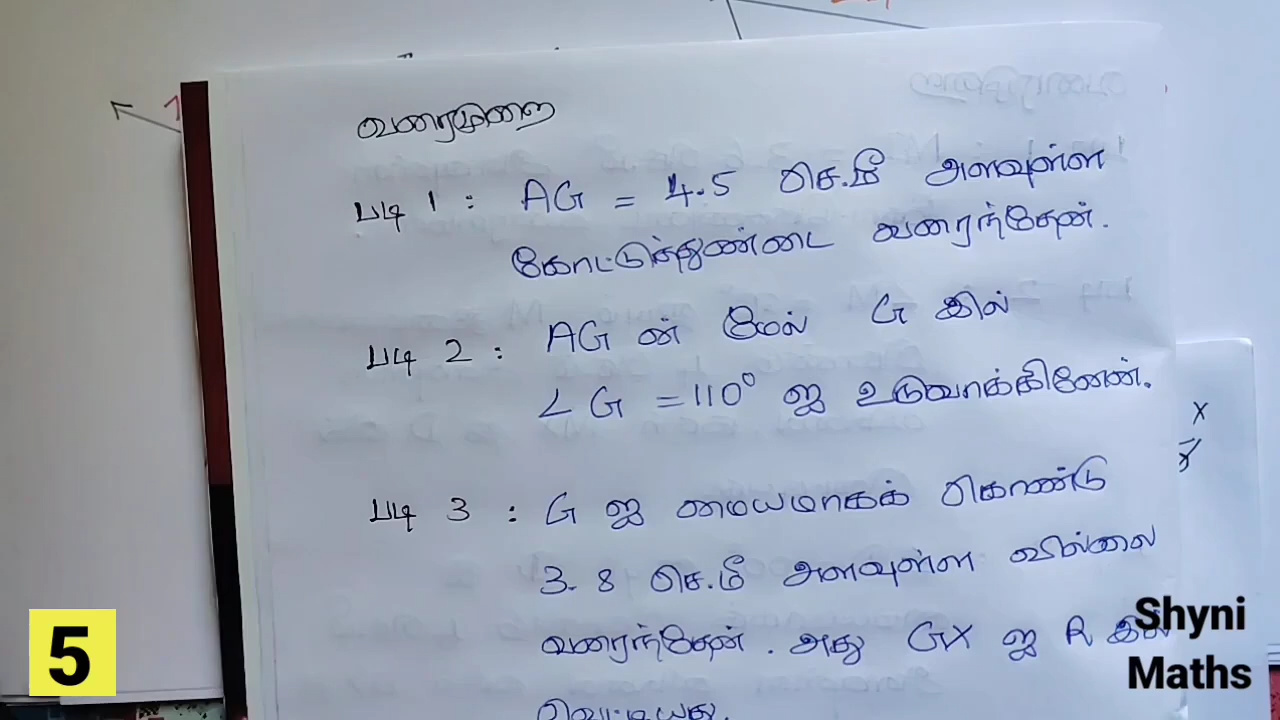 வரைமுறை
படி 1 : AG = 4.5 செ.மீ அளவுள்ள
கோட்டுத்துண்டை வரைந்தேன்.
படி 2 : AG ன் மேல் G யில்
∠ G = 110° ஐ உருவாக்கினேன்.
படி 3 : G ஐ மையமாகக் கொண்டு
3.8 செ.மீ அளவுள்ள வில்லை
வரைந்தேன். அது GX ஐ R இல்
வெட்டியது.
X
5
Shyni
Maths